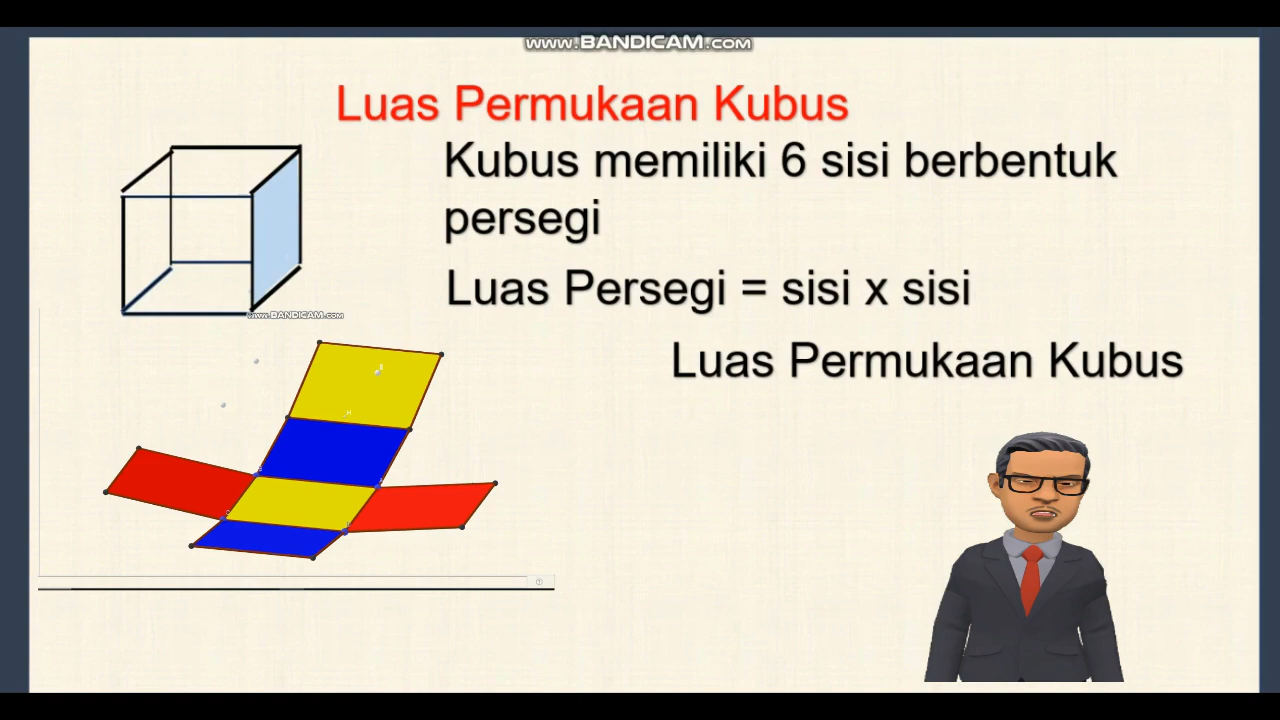 www.BANDICAM.com
Luas Permukaan Kubus
Kubus memiliki 6 sisi berbentuk
persegi
Luas Persegi = sisi x sisi
www.BANDICAM.com
Luas Permukaan Kubus